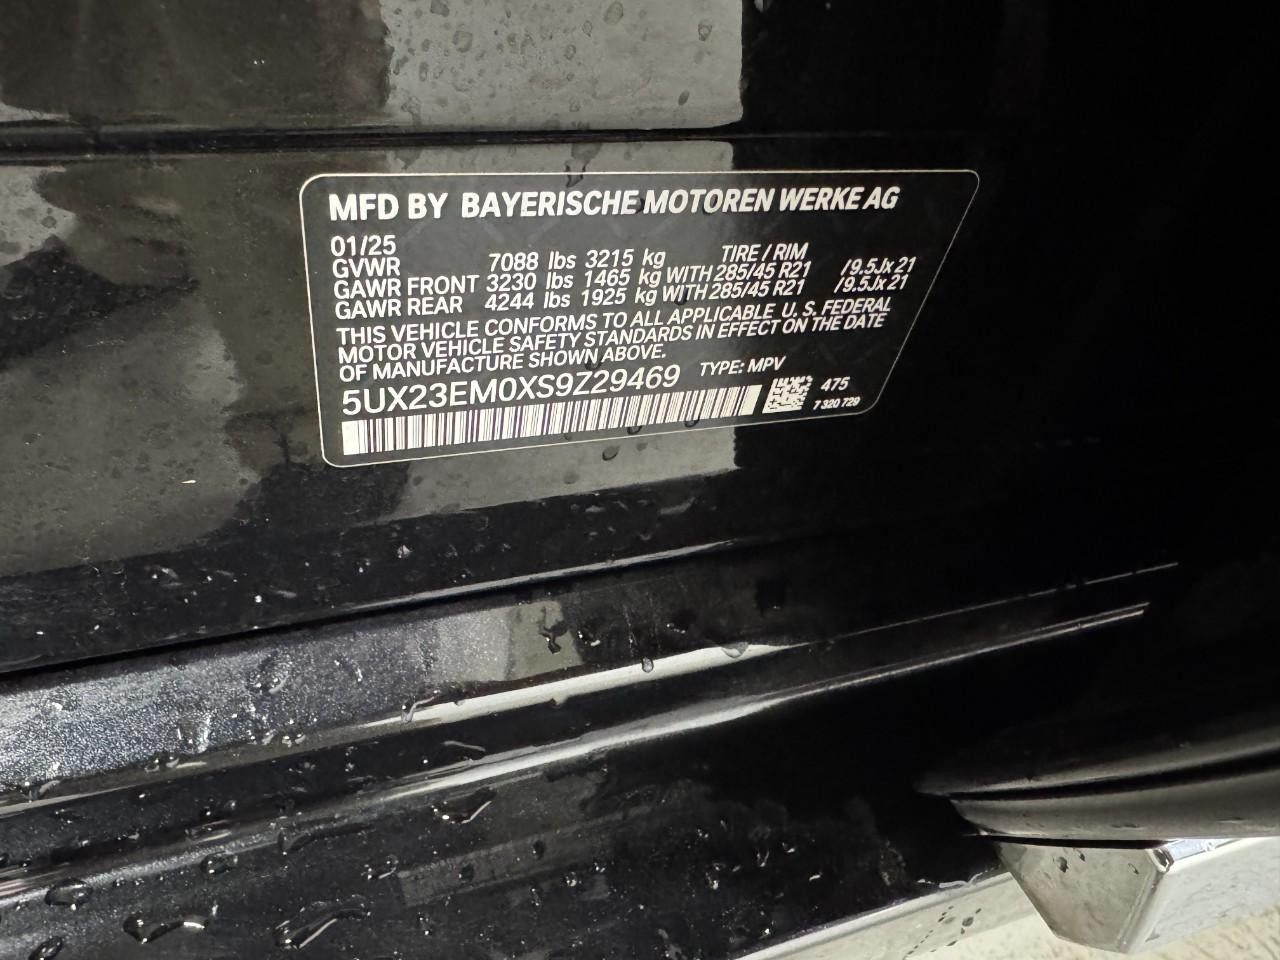 MFD BY BAYERISCHE MOTOREN WERKE AG
01/25
GVWR 7088 lbs 3215 kg TIRE / RIM
GAWR FRONT 3230 lbs 1465 kg WITH 285/45 R21 /9.5Jx21
GAWR REAR 4244 lbs 1925 kg WITH 285/45 R21 /9.5Jx21
THIS VEHICLE CONFORMS TO ALL APPLICABLE U. S. FEDERAL
MOTOR VEHICLE SAFETY STANDARDS IN EFFECT ON THE DATE
OF MANUFACTURE SHOWN ABOVE.
5UX23EM0XS9Z29469 TYPE: MPV
475
7 320 729